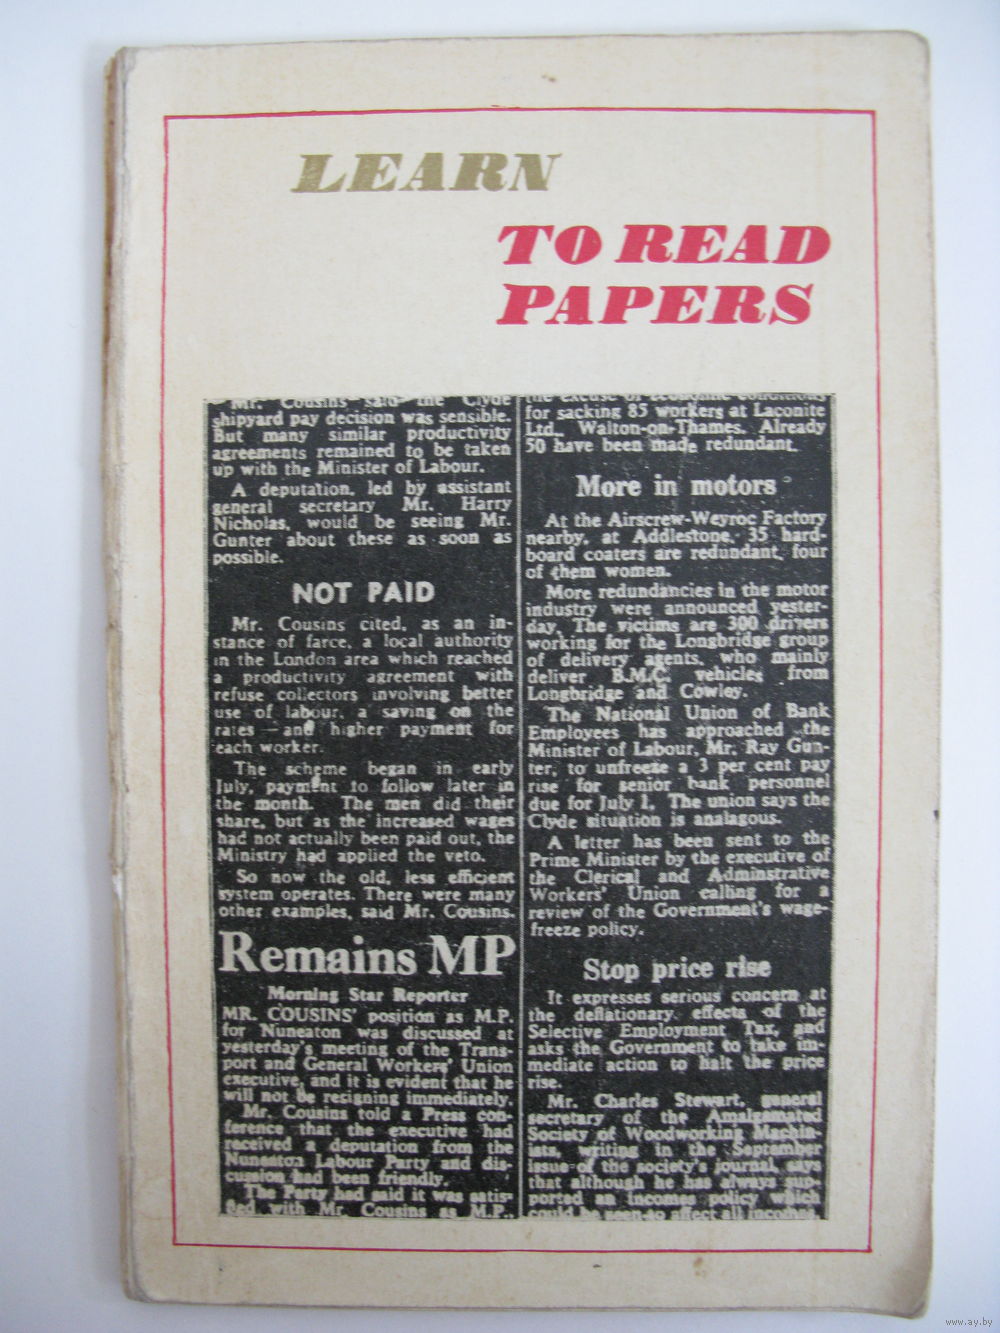 LEARN
TO READ
PAPERS
Mr. Cousins said the Clyde
shipyard pay decision was sensible.
But many similar productivity
agreements remained to be taken
up with the Minister of Labour.
A deputation, led by assistant
general secretary Mr. Harry
Nicholas, would be seeing Mr.
Gunter about these as soon as
possible.
NOT PAID
Mr. Cousins cited, as an in-
stance of farce, a local authority
in the London area which reached
a productivity agreement with
refuse collectors involving better
use of labour, a saving on the
rates — and higher payment for
each worker.
The scheme began in early
July, payment to follow later in
the month. The men did their
share, but as the increased wages
had not actually been paid out, the
Ministry had applied the veto.
So now the old, less efficient
system operates. There were many
other examples, said Mr. Cousins.
Remains MP
Morning Star Reporter
MR. COUSINS' position as M.P.
for Nuneaton was discussed at
yesterday's meeting of the Trans-
port and General Workers' Union
executive, and it is evident that he
will not be resigning immediately.
Mr. Cousins told a Press con-
ference that the executive had
received a deputation from the
Nuneaton Labour Party and dis-
cussion had been friendly.
The Party had said it was satis-
fied with Mr. Cousins as M.P.,
the excuse of economic conditions
for sacking 85 workers at Laconite
Ltd., Walton-on-Thames. Already
50 have been made redundant.
More in motors
At the Airscrew-Weyroc Factory
nearby, at Addlestone, 35 hard-
board coaters are redundant, four
of them women.
More redundancies in the motor
industry were announced yester-
day. The victims are 300 drivers
working for the Longbridge group
of delivery agents, who mainly
deliver B.M.C. vehicles from
Longbridge and Cowley.
The National Union of Bank
Employees has approached the
Minister of Labour, Mr. Ray Gun-
ter, to unfreeze a 3 per cent pay
rise for senior bank personnel
due for July 1. The union says the
Clyde situation is analagous.
A letter has been sent to the
Prime Minister by the executive of
the Clerical and Adminstrative
Workers' Union calling for a
review of the Government's wage-
freeze policy.
Stop price rise
It expresses serious concern at
the deflationary effects of the
Selective Employment Tax, and
asks the Government to take im-
mediate action to halt the price
rise.
Mr. Charles Stewart, general
secretary of the Amalgamated
Society of Woodworking Machin-
ists, writing in the September
issue of the society's journal, says
that although he has always sup-
ported an incomes policy which
could be seen to affect all incomes,
www.ay.by